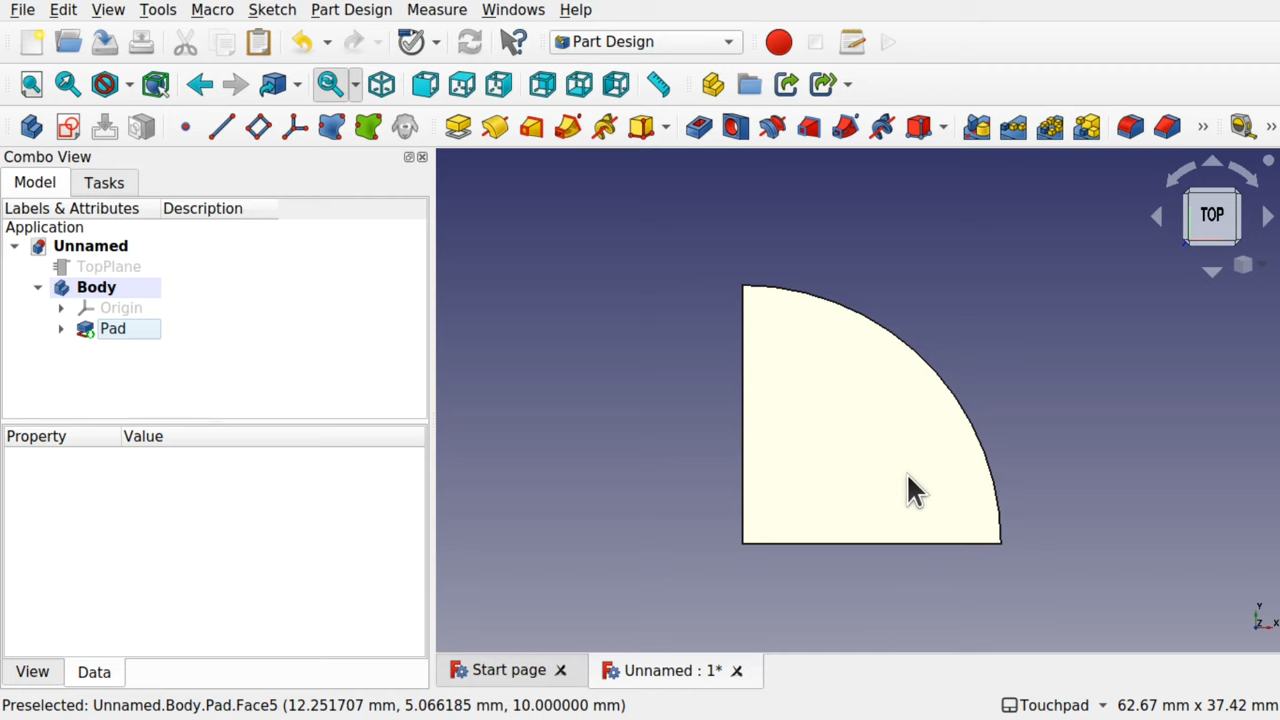 File Edit View Tools Macro Sketch Part Design Measure Windows Help
Part Design
Combo View
Model Tasks
Labels & Attributes Description
Application
Unnamed
TopPlane
Body
Origin
Pad
TOP
Property Value
Y
Z X
View Data
Start page Unnamed : 1*
Preselected: Unnamed.Body.Pad.Face5 (12.251707 mm, 5.066185 mm, 10.000000 mm) Touchpad 62.67 mm x 37.42 mm